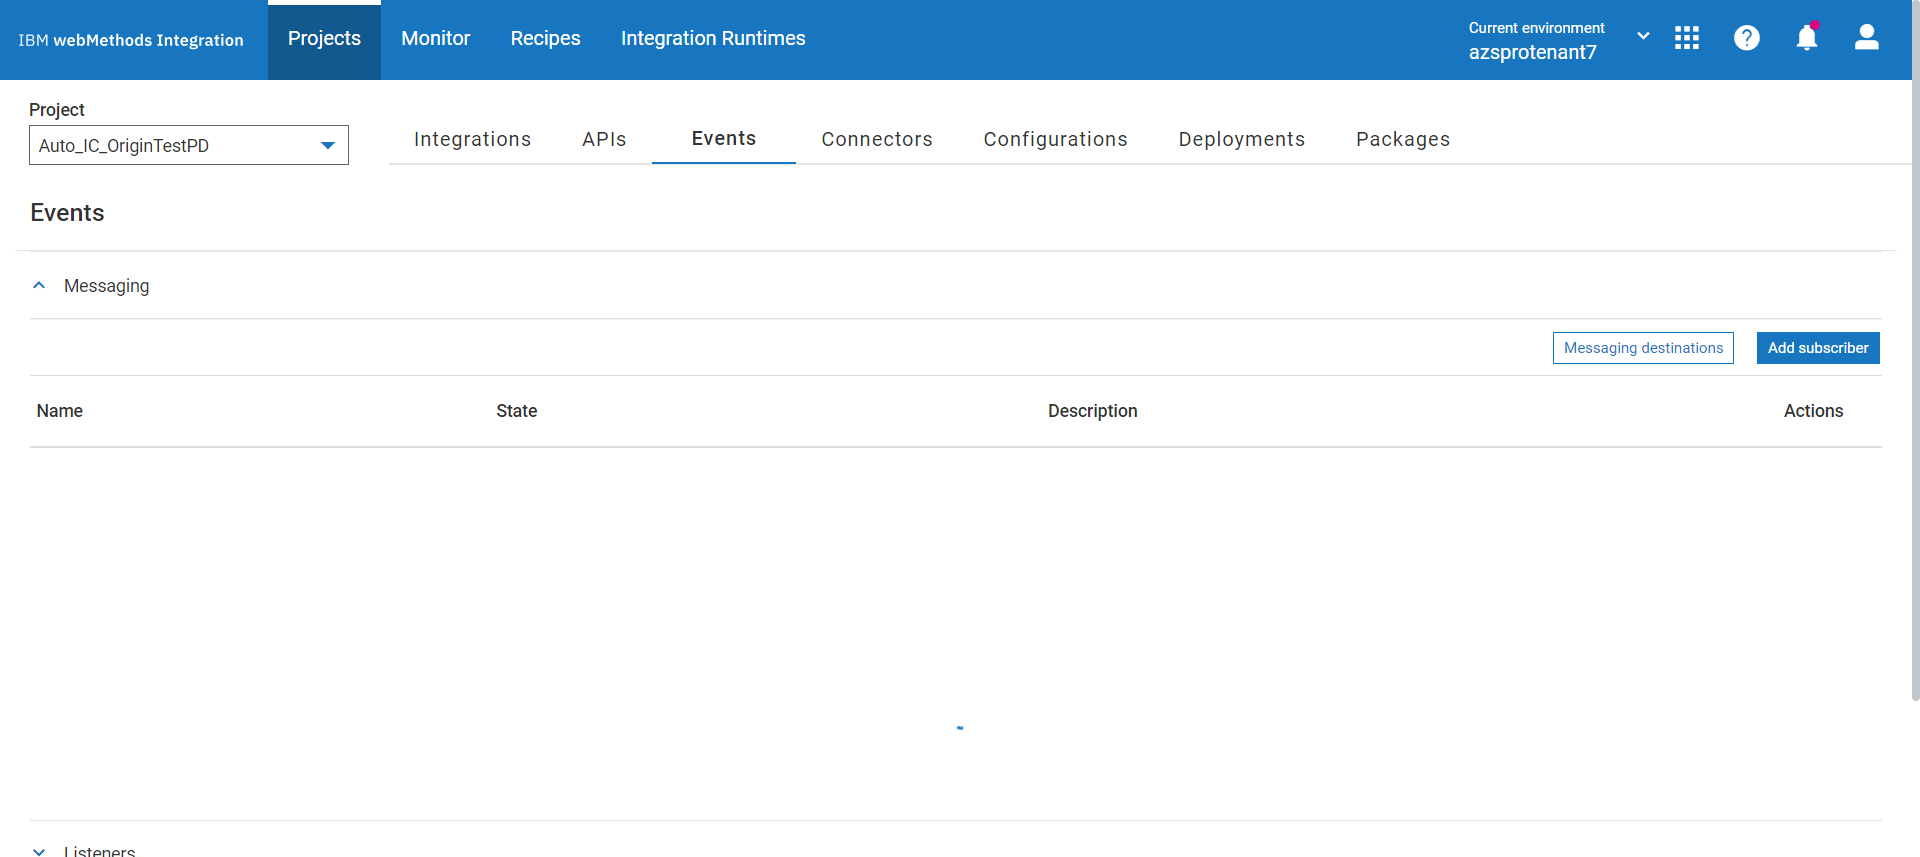 IBM webMethods Integration
Projects
Monitor
Recipes
Integration Runtimes
Current environment
azsprotenant7
Project
Auto_IC_OriginTestPD
Integrations
APIs
Events
Connectors
Configurations
Deployments
Packages
Events
Messaging
Messaging destinations
Add subscriber
Name
State
Description
Actions
Listeners